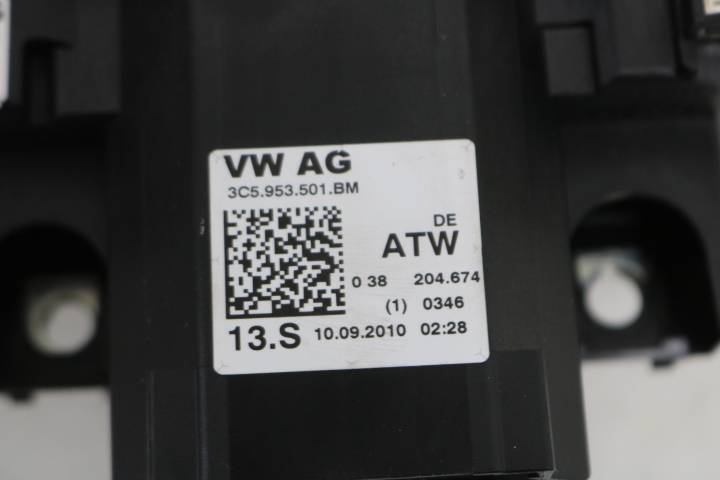 VW AG
3C5.953.501.BM
DE
ATW
0 38 204.674
(1) 0346
13.S 10.09.2010 02:28